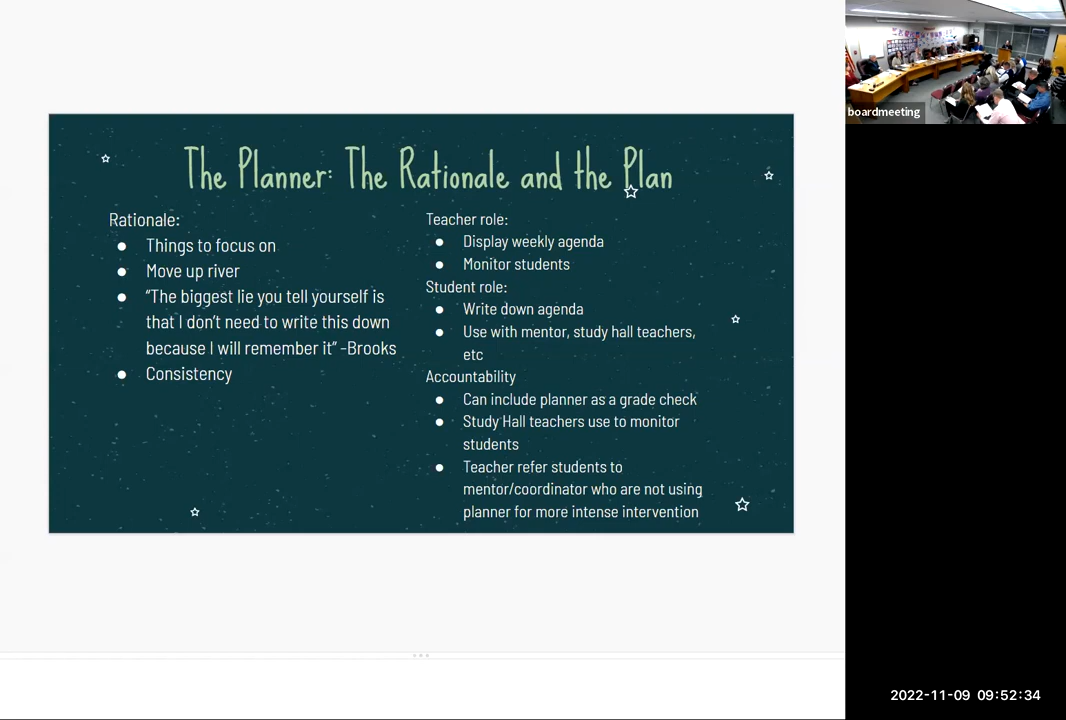 The Planner: The Rationale and the Plan
Rationale:
● Things to focus on
● Move up river
● “The biggest lie you tell yourself is
that I don’t need to write this down
because I will remember it” -Brooks
● Consistency
Teacher role:
● Display weekly agenda
● Monitor students
Student role:
● Write down agenda
● Use with mentor, study hall teachers,
etc
Accountability
● Can include planner as a grade check
● Study Hall teachers use to monitor
students
● Teacher refer students to
mentor/coordinator who are not using
planner for more intense intervention
boardmeeting
2022-11-09 09:52:34